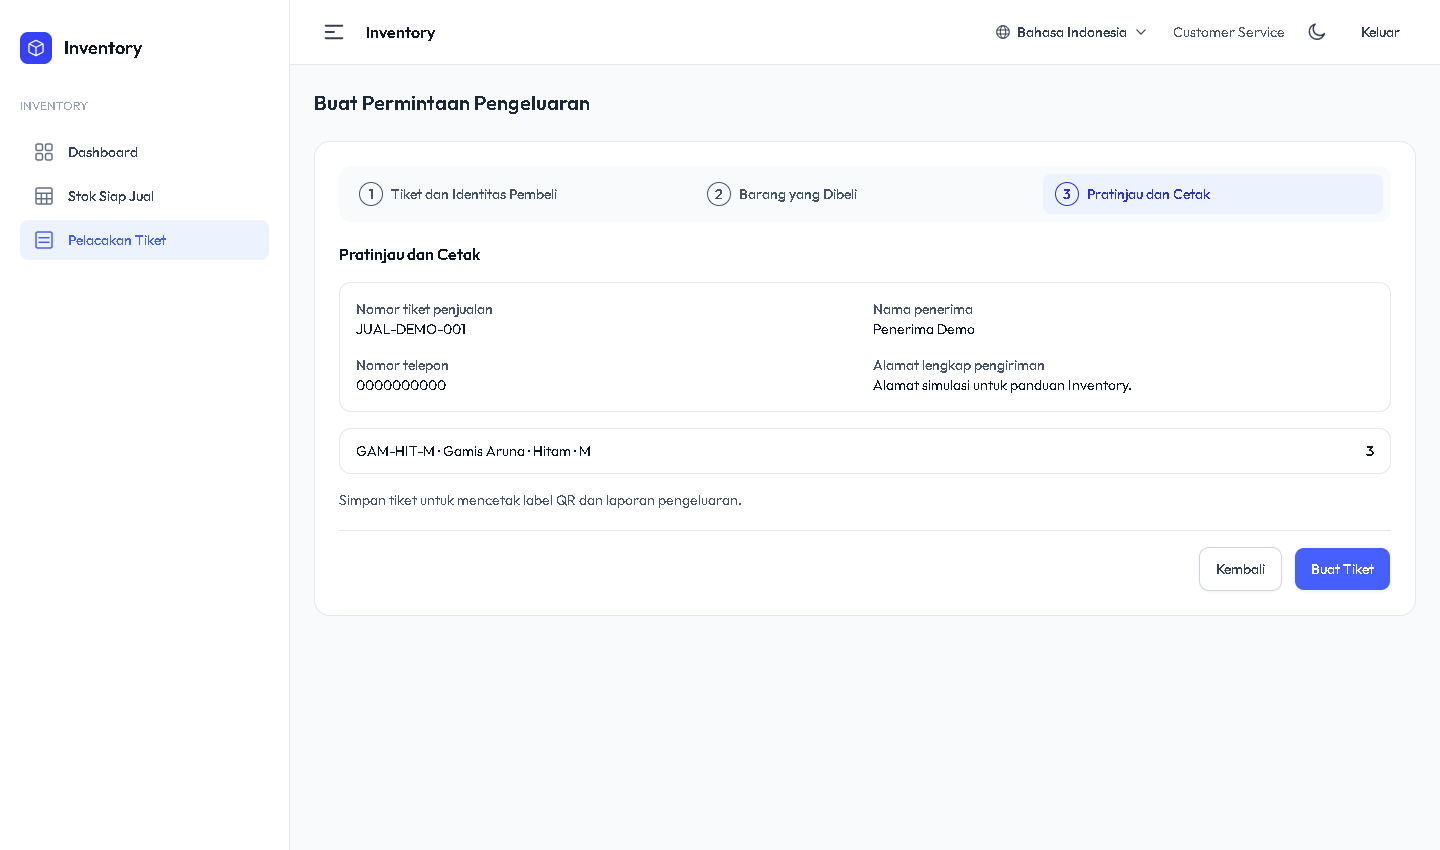 Inventory
INVENTORY
Dashboard
Stok Siap Jual
Pelacakan Tiket
Inventory
Bahasa Indonesia
Customer Service
Keluar
Buat Permintaan Pengeluaran
1 Tiket dan Identitas Pembeli
2 Barang yang Dibeli
3 Pratinjau dan Cetak
Pratinjau dan Cetak
Nomor tiket penjualan
JUAL-DEMO-001
Nama penerima
Penerima Demo
Nomor telepon
0000000000
Alamat lengkap pengiriman
Alamat simulasi untuk panduan Inventory.
GAM-HIT-M · Gamis Aruna · Hitam · M 3
Simpan tiket untuk mencetak label QR dan laporan pengeluaran.
Kembali
Buat Tiket